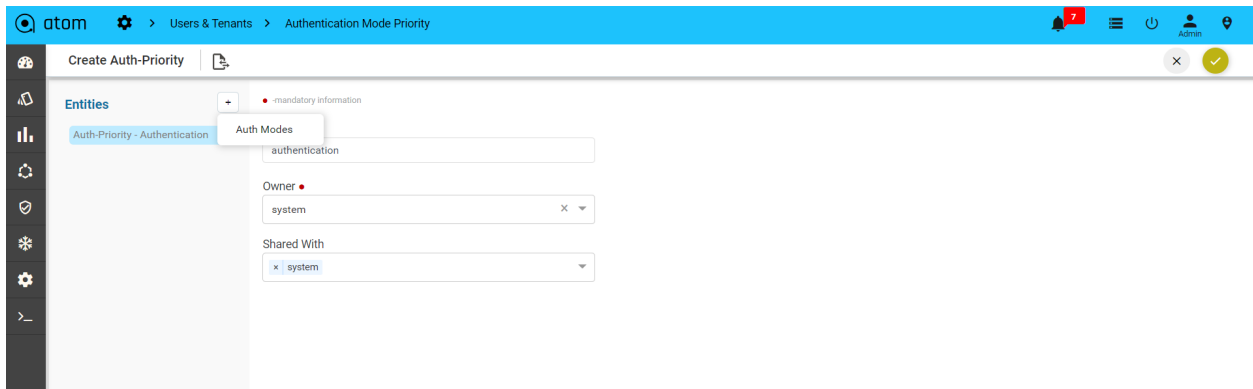 atom > Users & Tenants > Authentication Mode Priority 7 Admin
Create Auth-Priority
Entities + -mandatory information
Auth-Priority - Authentication Auth Modes
authentication
Owner
system
Shared With
× system